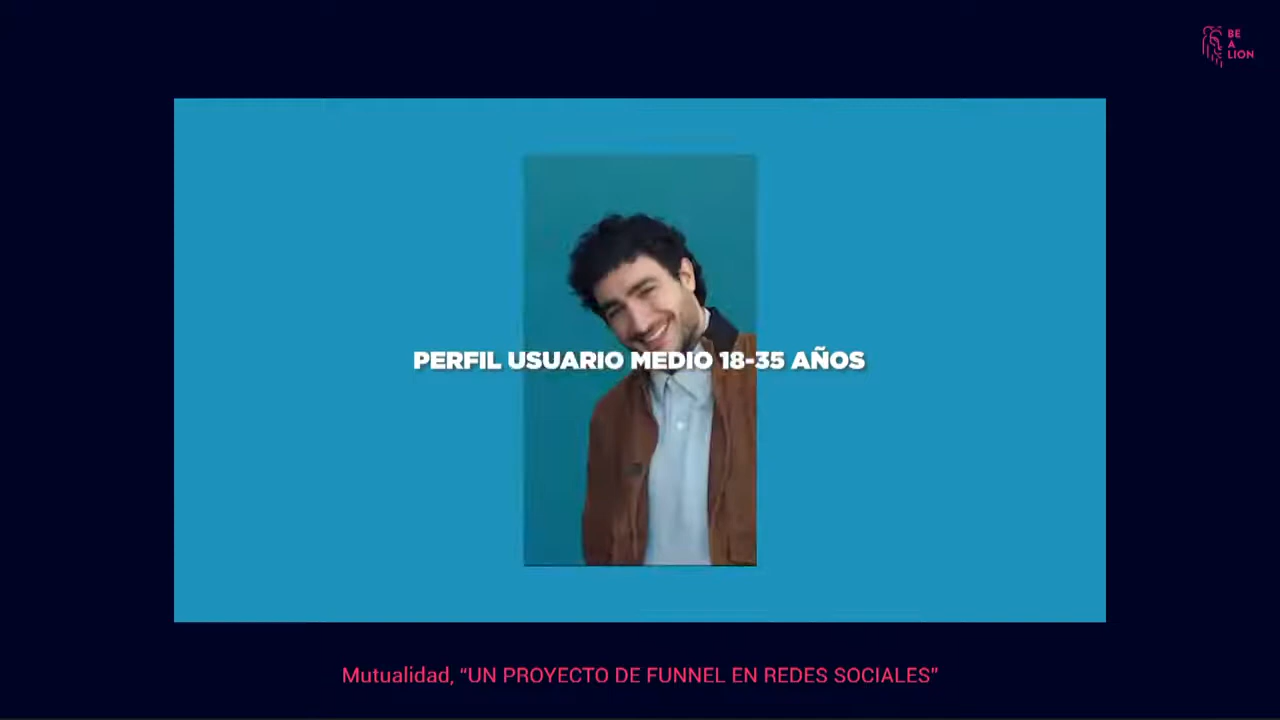 BE
A
LION
PERFIL USUARIO MEDIO 18-35 AÑOS
Mutualidad, “UN PROYECTO DE FUNNEL EN REDES SOCIALES”